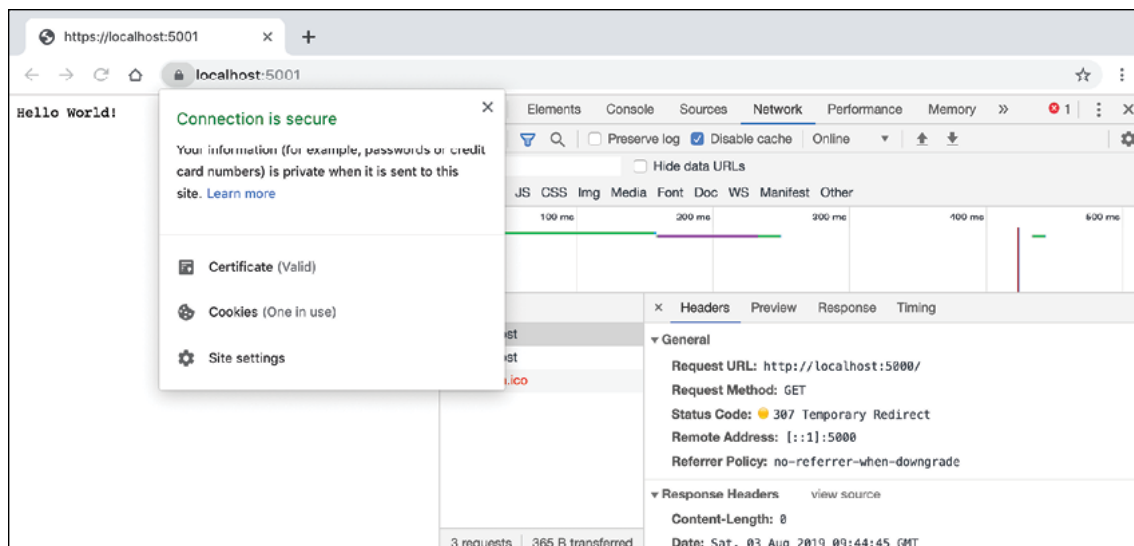 https://localhost:5001
localhost:5001
Hello World!
Connection is secure
Your information (for example, passwords or credit
card numbers) is private when it is sent to this
site. Learn more
Certificate (Valid)
Cookies (One in use)
Site settings
Elements Console Sources Network Performance Memory » 1
Preserve log Disable cache Online
Hide data URLs
JS CSS Img Media Font Doc WS Manifest Other
100 ms 200 ms 300 ms 400 ms 500 ms
Headers Preview Response Timing
General
Request URL: http://localhost:5000/
Request Method: GET
Status Code: 307 Temporary Redirect
Remote Address: [::1]:5000
Referrer Policy: no-referrer-when-downgrade
Response Headers view source
Content-Length: 0
Date: Sat, 03 Aug 2019 09:44:45 GMT
3 requests 365 B transferred